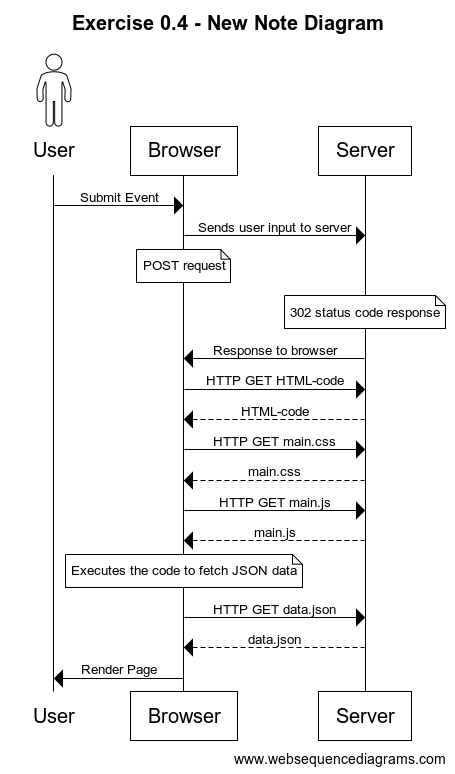 Exercise 0.4 - New Note Diagram
User
Browser
Server
Submit Event
Sends user input to server
POST request
302 status code response
Response to browser
HTTP GET HTML-code
HTML-code
HTTP GET main.css
main.css
HTTP GET main.js
main.js
Executes the code to fetch JSON data
HTTP GET data.json
data.json
Render Page
User
Browser
Server
www.websequencediagrams.com